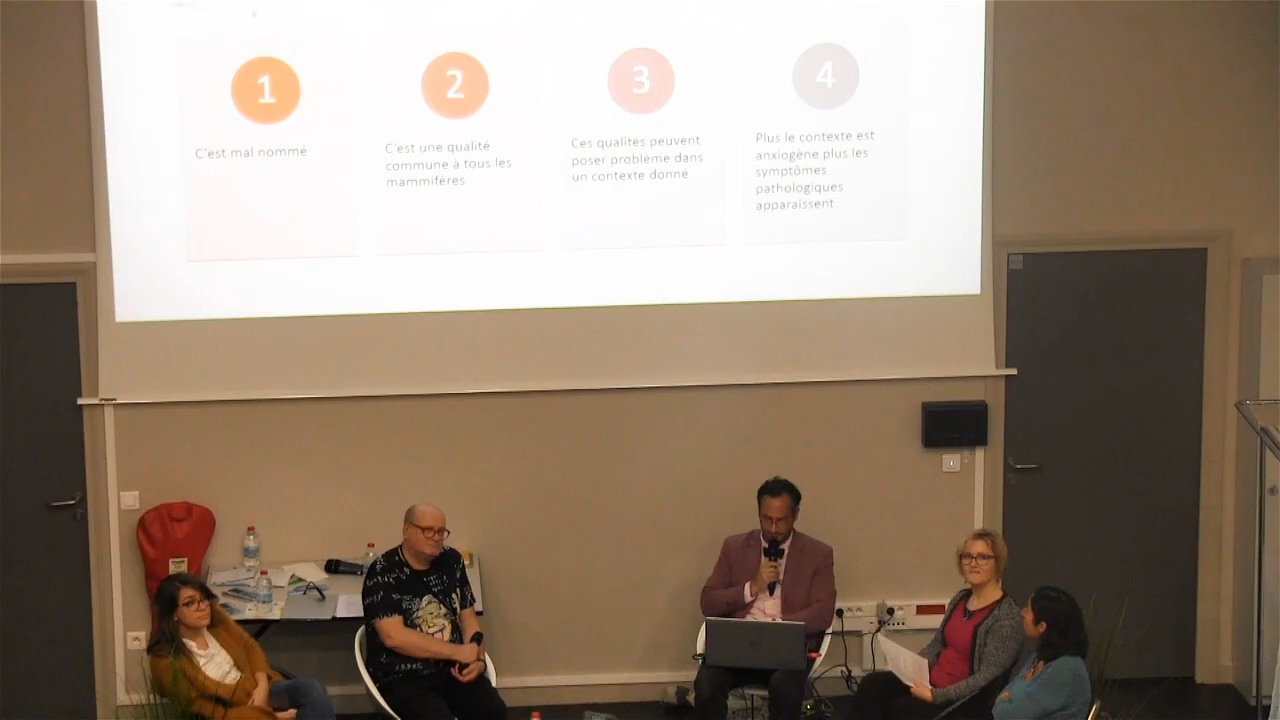 1
C'est mal nommé
2
C'est une qualité
commune à tous les
mammifères
3
Ces qualités peuvent
poser problème dans
un contexte donné
4
Plus le contexte est
anxiogène plus les
symptômes
pathologiques
apparaissent